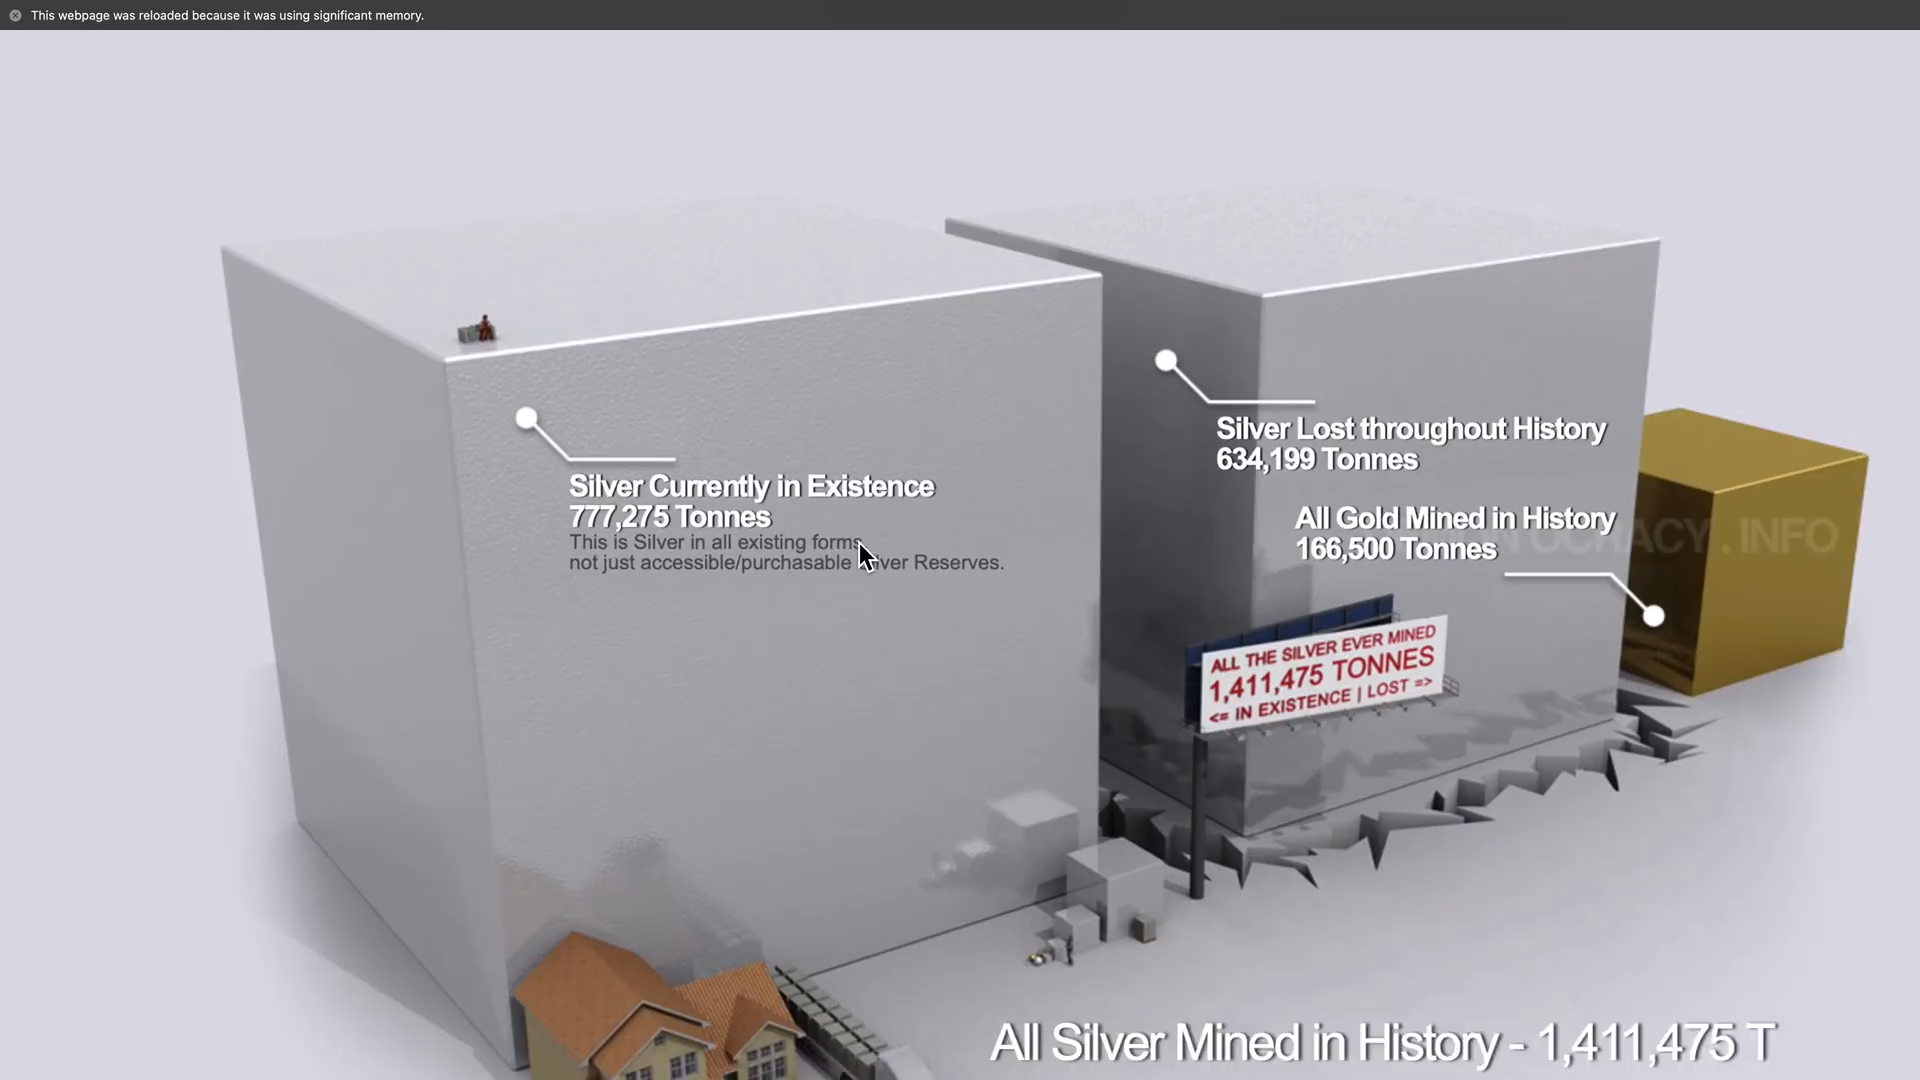 This webpage was reloaded because it was using significant memory.
Silver Currently in Existence
777,275 Tonnes
This is Silver in all existing forms
not just accessible/purchasable
ver Reserves.
Silver Lost throughout History
634,199 Tonnes
All Gold Mined in History
166,500 Tonnes
. INFO
ALL THE SILVER EVER MINED
1,411,475 TONNES
<= IN EXISTENCE | LOST =>
All Silver Mined in History - 1,411,475 T